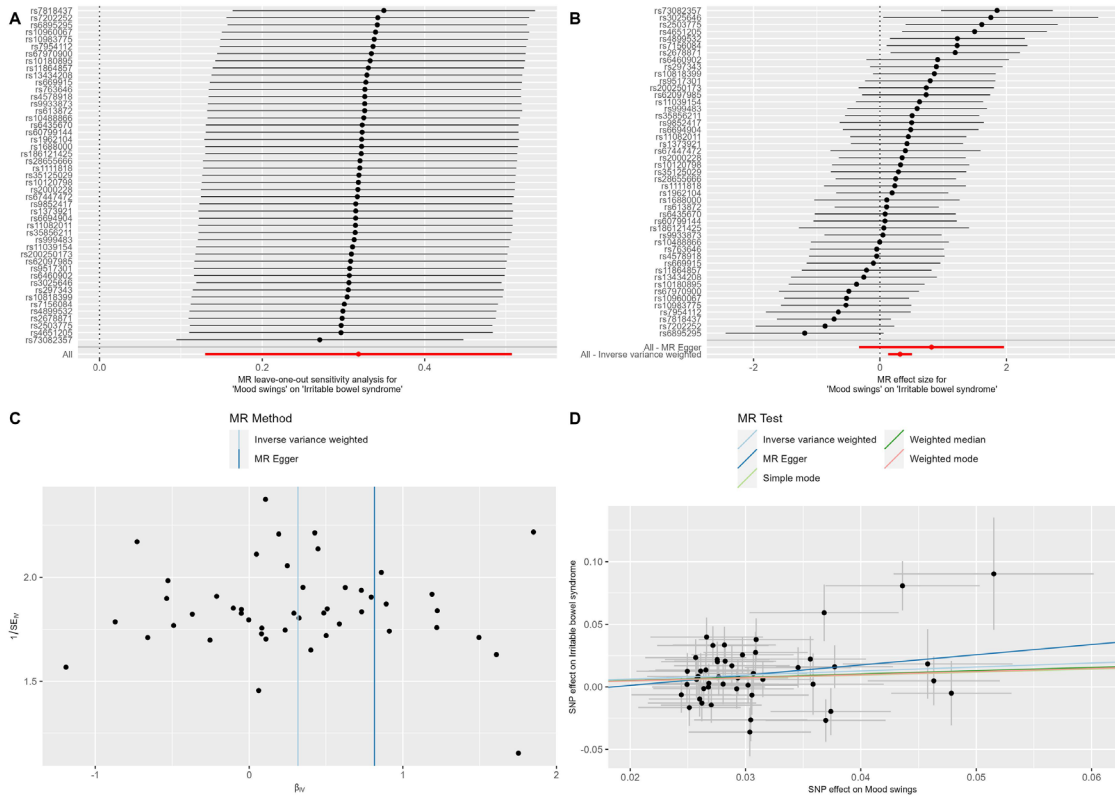 A
rs7818437
rs7202252
rs6895295
rs10960067
rs10983775
rs7954112
rs67970900
rs10180895
rs11864857
rs13434208
rs669915
rs763646
rs4578918
rs9933873
rs613872
rs10488866
rs6435670
rs60799144
rs1962104
rs1688000
rs186121425
rs28655666
rs1111818
rs35125029
rs10120798
rs2000228
rs67447472
rs9852417
rs1373921
rs6694904
rs11082011
rs35856211
rs999483
rs11039154
rs200250173
rs62097985
rs9517301
rs6460902
rs3025646
rs297343
rs10818399
rs7156084
rs4899532
rs2678871
rs2503775
rs4651205
rs73082357
All
0.0
0.2
0.4
MR leave-one-out sensitivity analysis for
'Mood swings' on 'Irritable bowel syndrome'
B
rs73082357
rs3025646
rs2503775
rs4651205
rs4899532
rs7156084
rs2678871
rs6460902
rs297343
rs10818399
rs9517301
rs200250173
rs62097985
rs11039154
rs999483
rs35856211
rs9852417
rs6694904
rs11082011
rs1373921
rs67447472
rs2000228
rs10120798
rs35125029
rs28655666
rs1111818
rs1962104
rs1688000
rs613872
rs6435670
rs60799144
rs186121425
rs9933873
rs10488866
rs763646
rs4578918
rs669915
rs11864857
rs13434208
rs10180895
rs67970900
rs10960067
rs10983775
rs7954112
rs7818437
rs7202252
rs6895295
All - MR Egger
All - Inverse variance weighted
-2
0
2
MR effect size for
'Mood swings' on 'Irritable bowel syndrome'
C
MR Method
Inverse variance weighted
MR Egger
1/SE_IV
2.0
1.5
-1
0
1
2
β_IV
D
MR Test
Inverse variance weighted
MR Egger
Simple mode
Weighted median
Weighted mode
SNP effect on Irritable bowel syndrome
0.10
0.05
0.00
-0.05
0.02
0.03
0.04
0.05
0.06
SNP effect on Mood swings